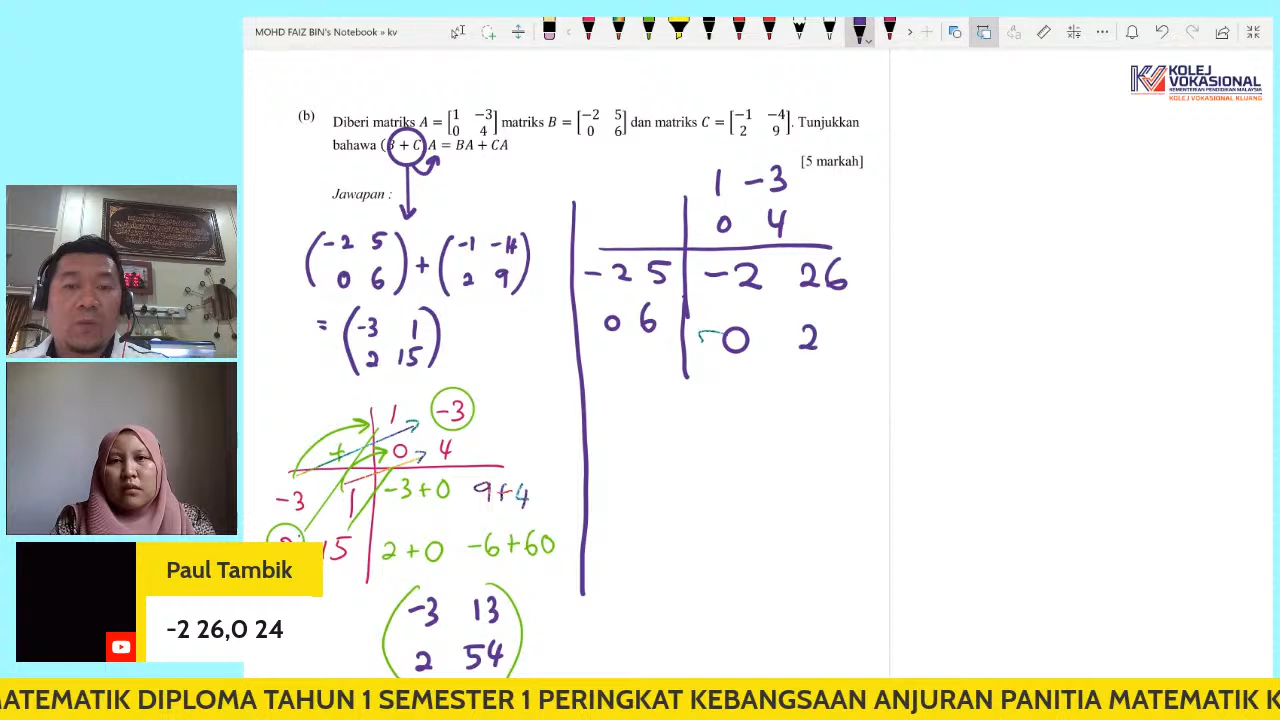 MOHD FAIZ BIN's Notebook » kv
KOLEJ
VOKASIONAL
KEMENTERIAN PENDIDIKAN MALAYSIA
KOLEJ VOKASIONAL KLUANG
(b) Diberi matriks A = [1 −3
0 4] matriks B = [−2 5
0 6] dan matriks C = [−1 −4
2 9]. Tunjukkan
bahawa (B + C)A = BA + CA
[5 markah]
Jawapan :
(-2 5
0 6) + (-1 -4
2 9)
= (-3 1
2 15)
1 -3
+ 0 4
-3 1 -3+0 9+4
15 2+0 -6+60
(-3 13
2 54)
1 -3
0 4
-2 5 -2 26
0 6 0 2
Paul Tambik
-2 26,0 24
MATEMATIK DIPLOMA TAHUN 1 SEMESTER 1 PERINGKAT KEBANGSAAN ANJURAN PANITIA MATEMATIK K